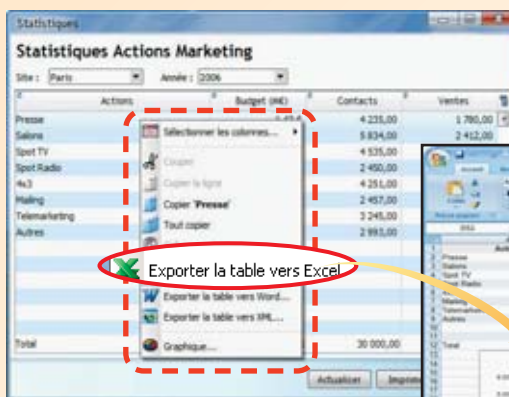 Statistiques
Statistiques Actions Marketing
Site : Paris Année : 2006
Actions Budget (M€) Contacts Ventes
Presse 4 235,00 1 780,00
Salons 5 834,00 2 412,00
Spot TV 4 535,00
Spot Radio 2 450,00
4x3 4 251,00
Mailing 2 457,00
Telemarketing 3 245,00
Autres 2 993,00
Total 30 000,00
Sélectionner les colonnes...
Couper
Copier la ligne
Copier 'Presse'
Tout copier
Exporter la table vers Excel
Exporter la table vers Word...
Exporter la table vers XML...
Graphique...
Actualiser Imprime
Presse
Salons
Spot TV
Spot Radio
Mailing
Autres
Total